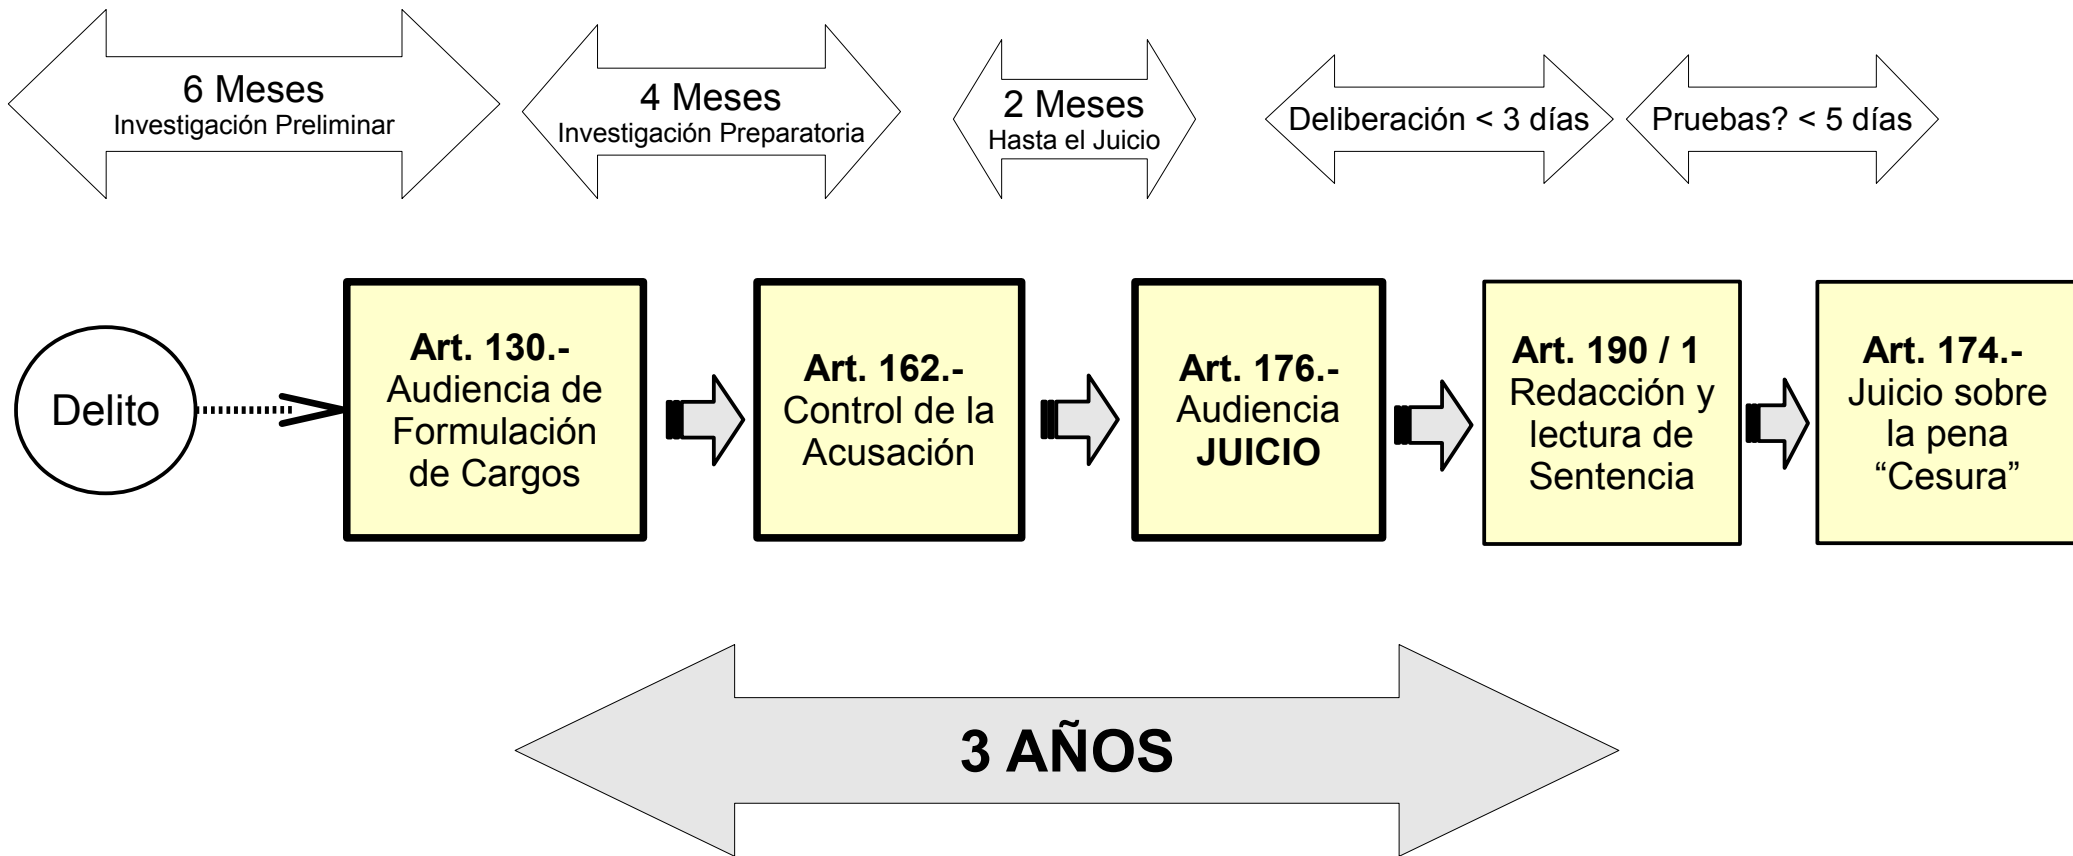 6 Meses
Investigación Preliminar
4 Meses
Investigación Preparatoria
2 Meses
Hasta el Juicio
Deliberación < 3 días
Pruebas? < 5 días
Delito
Art. 130.-
Audiencia de
Formulación
de Cargos
Art. 162.-
Control de la
Acusación
Art. 176.-
Audiencia
JUICIO
Art. 190 / 1
Redacción y
lectura de
Sentencia
Art. 174.-
Juicio sobre
la pena
“Cesura”
3 AÑOS